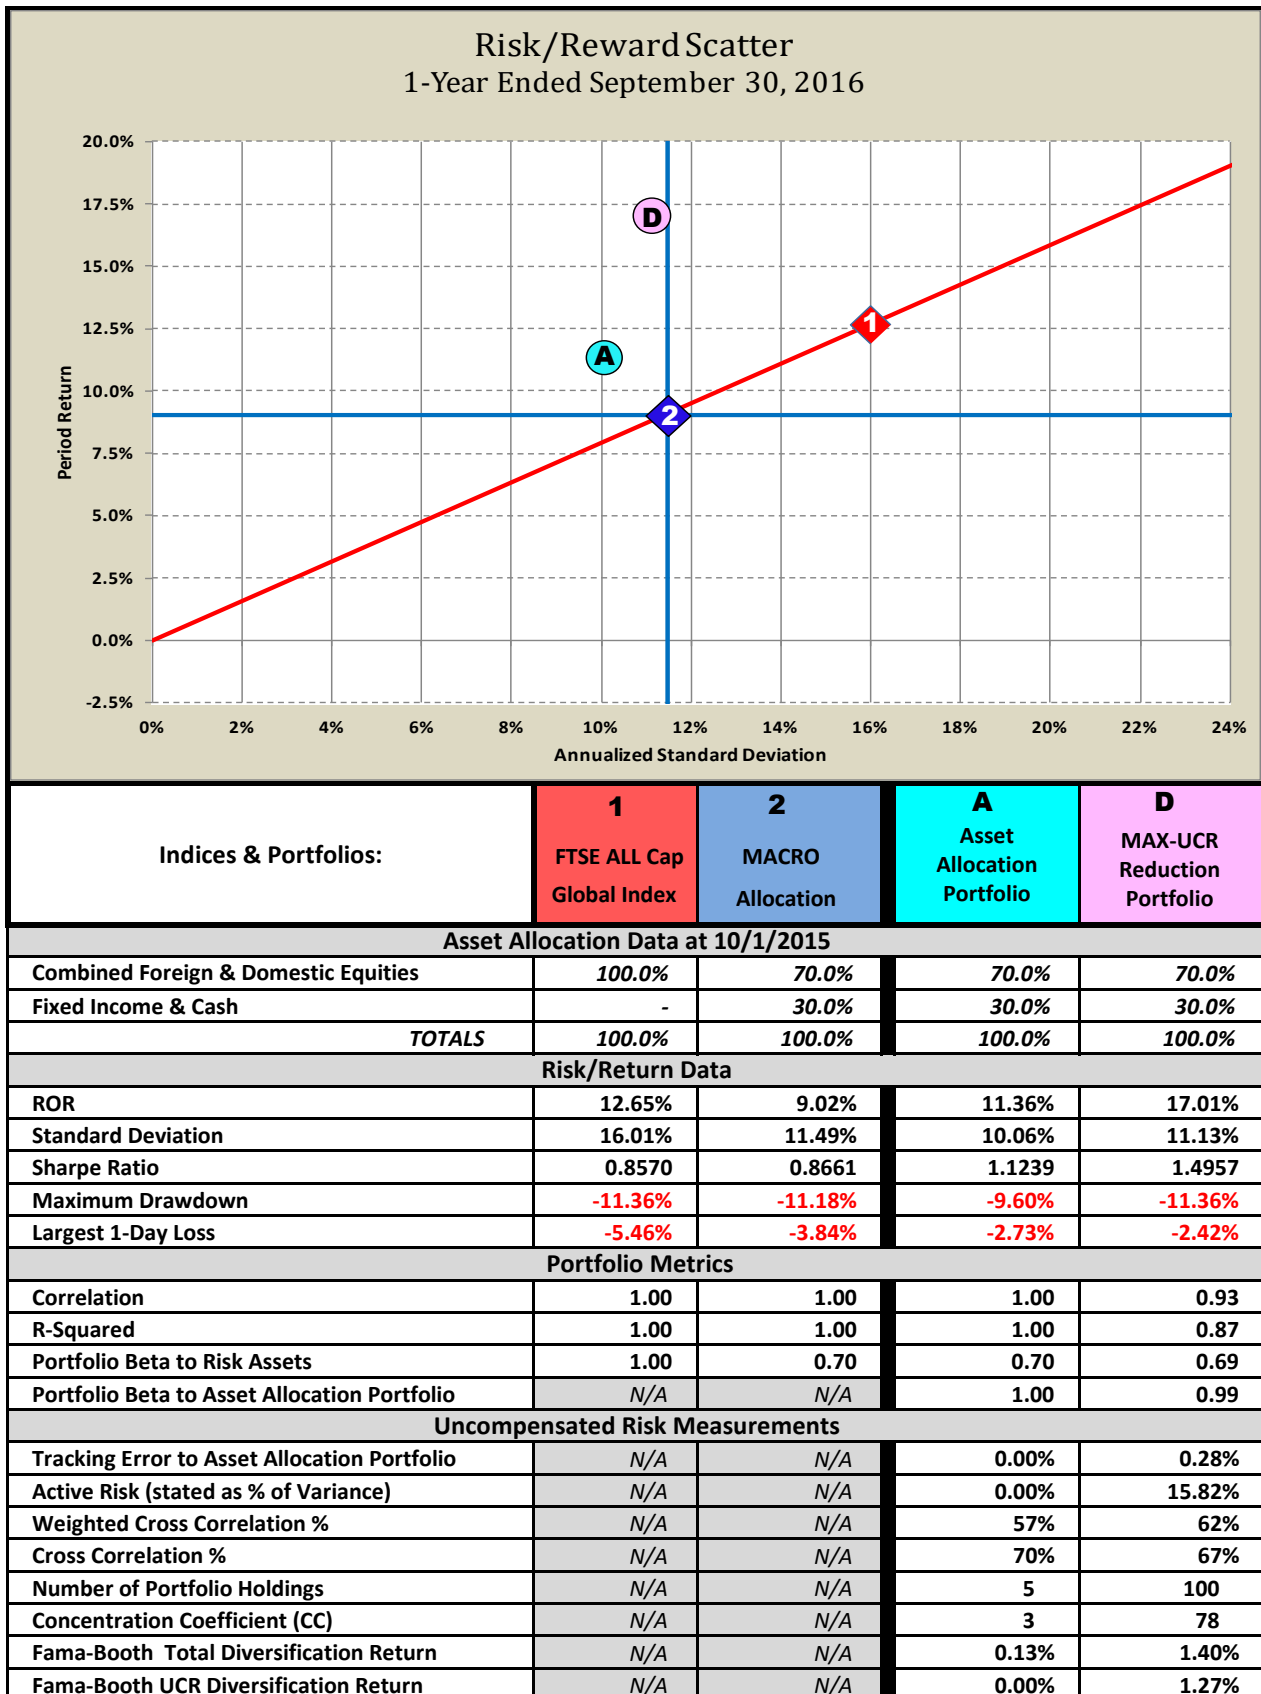 Risk/Reward Scatter
1-Year Ended September 30, 2016
20.0%
17.5%
15.0%
12.5%
10.0%
7.5%
5.0%
2.5%
0.0%
-2.5%
Period Return
D
A
1
2
0% 2% 4% 6% 8% 10% 12% 14% 16% 18% 20% 22% 24%
Annualized Standard Deviation
Indices & Portfolios:
1
FTSE ALL Cap
Global Index
2
MACRO
Allocation
A
Asset
Allocation
Portfolio
D
MAX-UCR
Reduction
Portfolio
Asset Allocation Data at 10/1/2015
Combined Foreign & Domestic Equities 100.0% 70.0% 70.0% 70.0%
Fixed Income & Cash - 30.0% 30.0% 30.0%
TOTALS 100.0% 100.0% 100.0% 100.0%
Risk/Return Data
ROR 12.65% 9.02% 11.36% 17.01%
Standard Deviation 16.01% 11.49% 10.06% 11.13%
Sharpe Ratio 0.8570 0.8661 1.1239 1.4957
Maximum Drawdown -11.36% -11.18% -9.60% -11.36%
Largest 1-Day Loss -5.46% -3.84% -2.73% -2.42%
Portfolio Metrics
Correlation 1.00 1.00 1.00 0.93
R-Squared 1.00 1.00 1.00 0.87
Portfolio Beta to Risk Assets 1.00 0.70 0.70 0.69
Portfolio Beta to Asset Allocation Portfolio N/A N/A 1.00 0.99
Uncompensated Risk Measurements
Tracking Error to Asset Allocation Portfolio N/A N/A 0.00% 0.28%
Active Risk (stated as % of Variance) N/A N/A 0.00% 15.82%
Weighted Cross Correlation % N/A N/A 57% 62%
Cross Correlation % N/A N/A 70% 67%
Number of Portfolio Holdings N/A N/A 5 100
Concentration Coefficient (CC) N/A N/A 3 78
Fama-Booth Total Diversification Return N/A N/A 0.13% 1.40%
Fama-Booth UCR Diversification Return N/A N/A 0.00% 1.27%